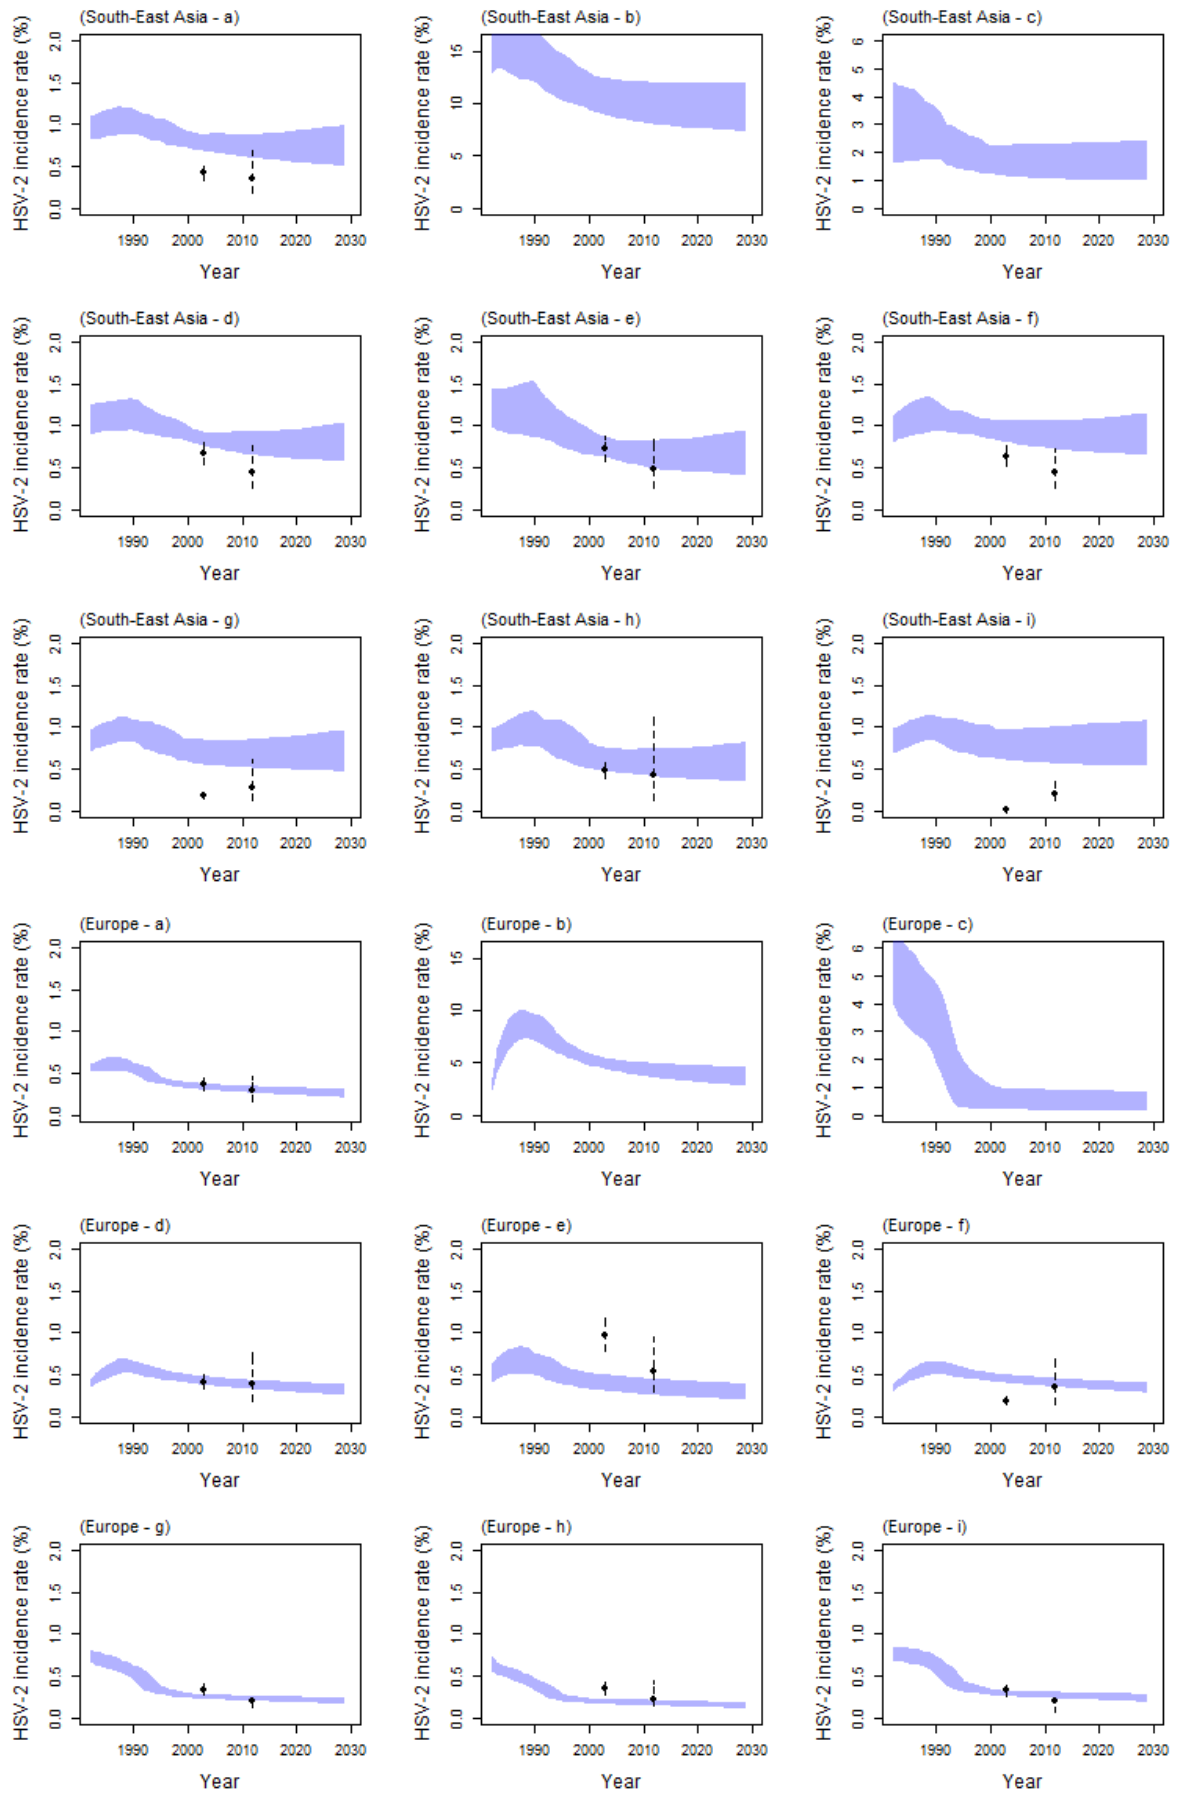 (South-East Asia - a)
HSV-2 incidence rate (%)
0.0 0.5 1.0 1.5 2.0
1990 2000 2010 2020 2030
Year
(South-East Asia - b)
HSV-2 incidence rate (%)
0 5 10 15
1990 2000 2010 2020 2030
Year
(South-East Asia - c)
HSV-2 incidence rate (%)
0 1 2 3 4 5 6
1990 2000 2010 2020 2030
Year
(South-East Asia - d)
HSV-2 incidence rate (%)
0.0 0.5 1.0 1.5 2.0
1990 2000 2010 2020 2030
Year
(South-East Asia - e)
HSV-2 incidence rate (%)
0.0 0.5 1.0 1.5 2.0
1990 2000 2010 2020 2030
Year
(South-East Asia - f)
HSV-2 incidence rate (%)
0.0 0.5 1.0 1.5 2.0
1990 2000 2010 2020 2030
Year
(South-East Asia - g)
HSV-2 incidence rate (%)
0.0 0.5 1.0 1.5 2.0
1990 2000 2010 2020 2030
Year
(South-East Asia - h)
HSV-2 incidence rate (%)
0.0 0.5 1.0 1.5 2.0
1990 2000 2010 2020 2030
Year
(South-East Asia - i)
HSV-2 incidence rate (%)
0.0 0.5 1.0 1.5 2.0
1990 2000 2010 2020 2030
Year
(Europe - a)
HSV-2 incidence rate (%)
0.0 0.5 1.0 1.5 2.0
1990 2000 2010 2020 2030
Year
(Europe - b)
HSV-2 incidence rate (%)
0 5 10 15
1990 2000 2010 2020 2030
Year
(Europe - c)
HSV-2 incidence rate (%)
0 1 2 3 4 5 6
1990 2000 2010 2020 2030
Year
(Europe - d)
HSV-2 incidence rate (%)
0.0 0.5 1.0 1.5 2.0
1990 2000 2010 2020 2030
Year
(Europe - e)
HSV-2 incidence rate (%)
0.0 0.5 1.0 1.5 2.0
1990 2000 2010 2020 2030
Year
(Europe - f)
HSV-2 incidence rate (%)
0.0 0.5 1.0 1.5 2.0
1990 2000 2010 2020 2030
Year
(Europe - g)
HSV-2 incidence rate (%)
0.0 0.5 1.0 1.5 2.0
1990 2000 2010 2020 2030
Year
(Europe - h)
HSV-2 incidence rate (%)
0.0 0.5 1.0 1.5 2.0
1990 2000 2010 2020 2030
Year
(Europe - i)
HSV-2 incidence rate (%)
0.0 0.5 1.0 1.5 2.0
1990 2000 2010 2020 2030
Year